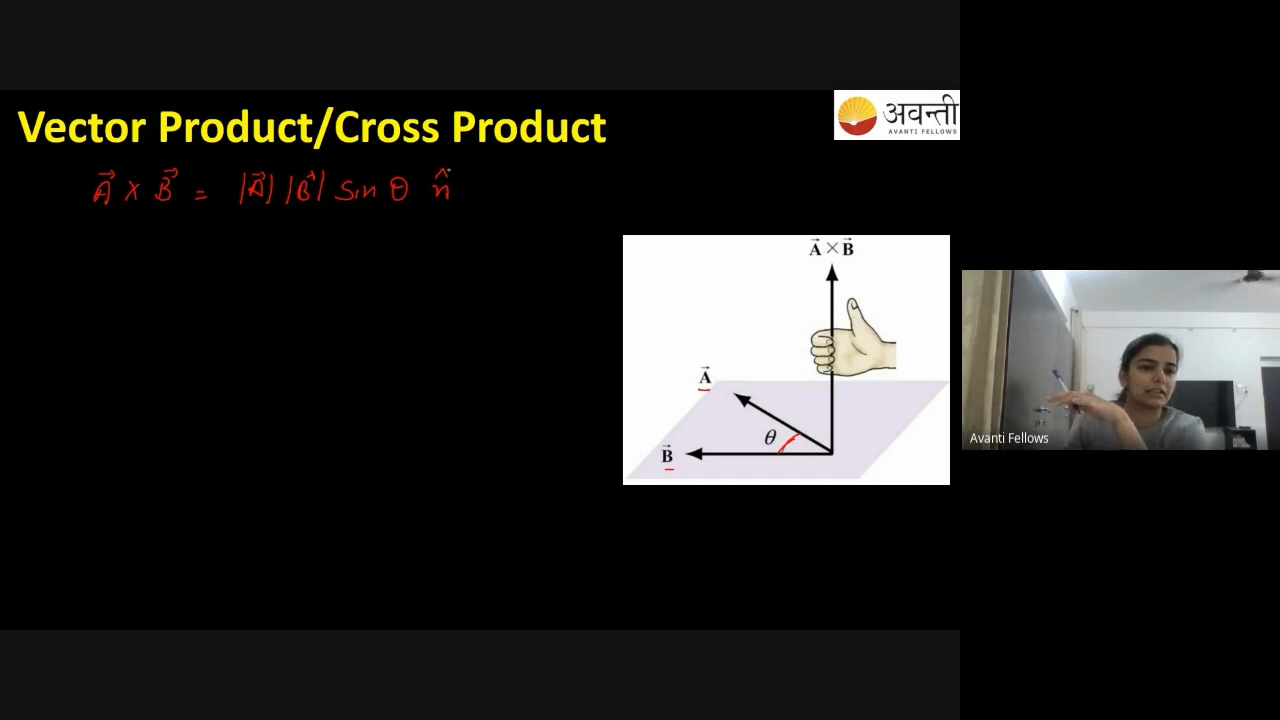 Vector Product/Cross Product
अवन्ती
AVANTI FELLOWS
A⃗ × B⃗ = |A⃗| |B⃗| Sin θ n̂
A⃗ × B⃗
A⃗
θ
B⃗
Avanti Fellows